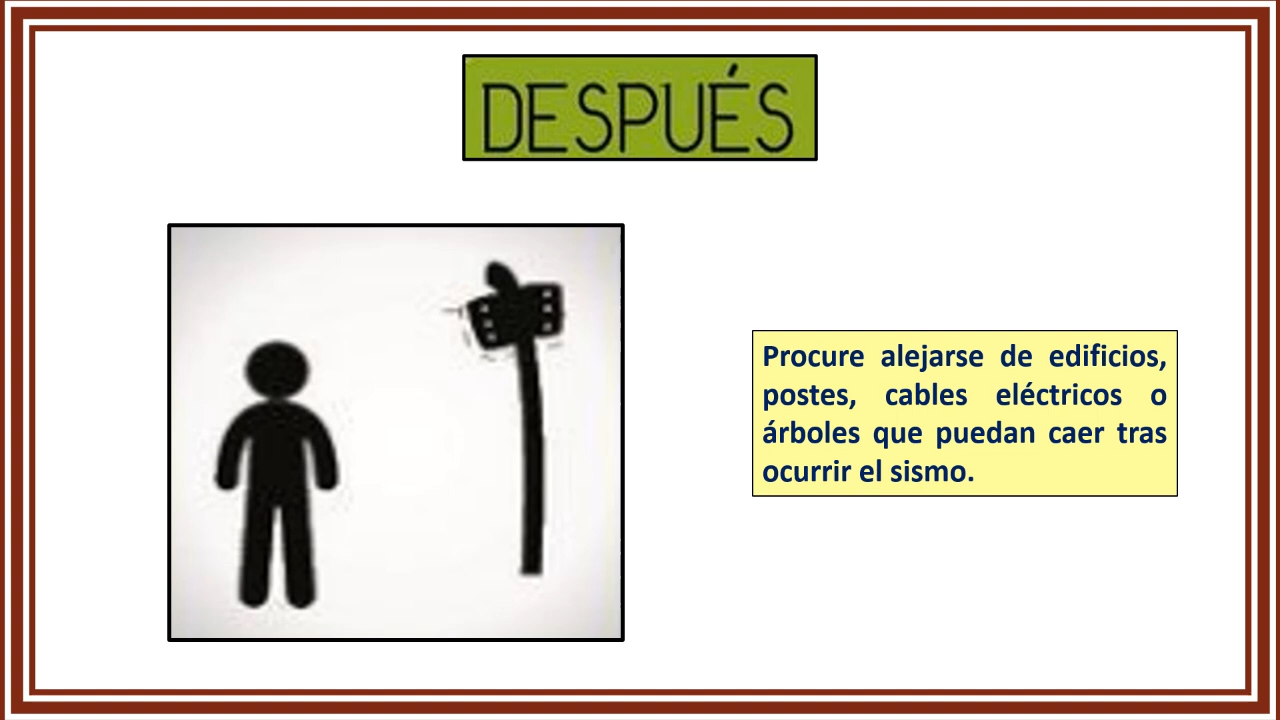 DESPUÉS
Procure alejarse de edificios,
postes, cables eléctricos o
árboles que puedan caer tras
ocurrir el sismo.